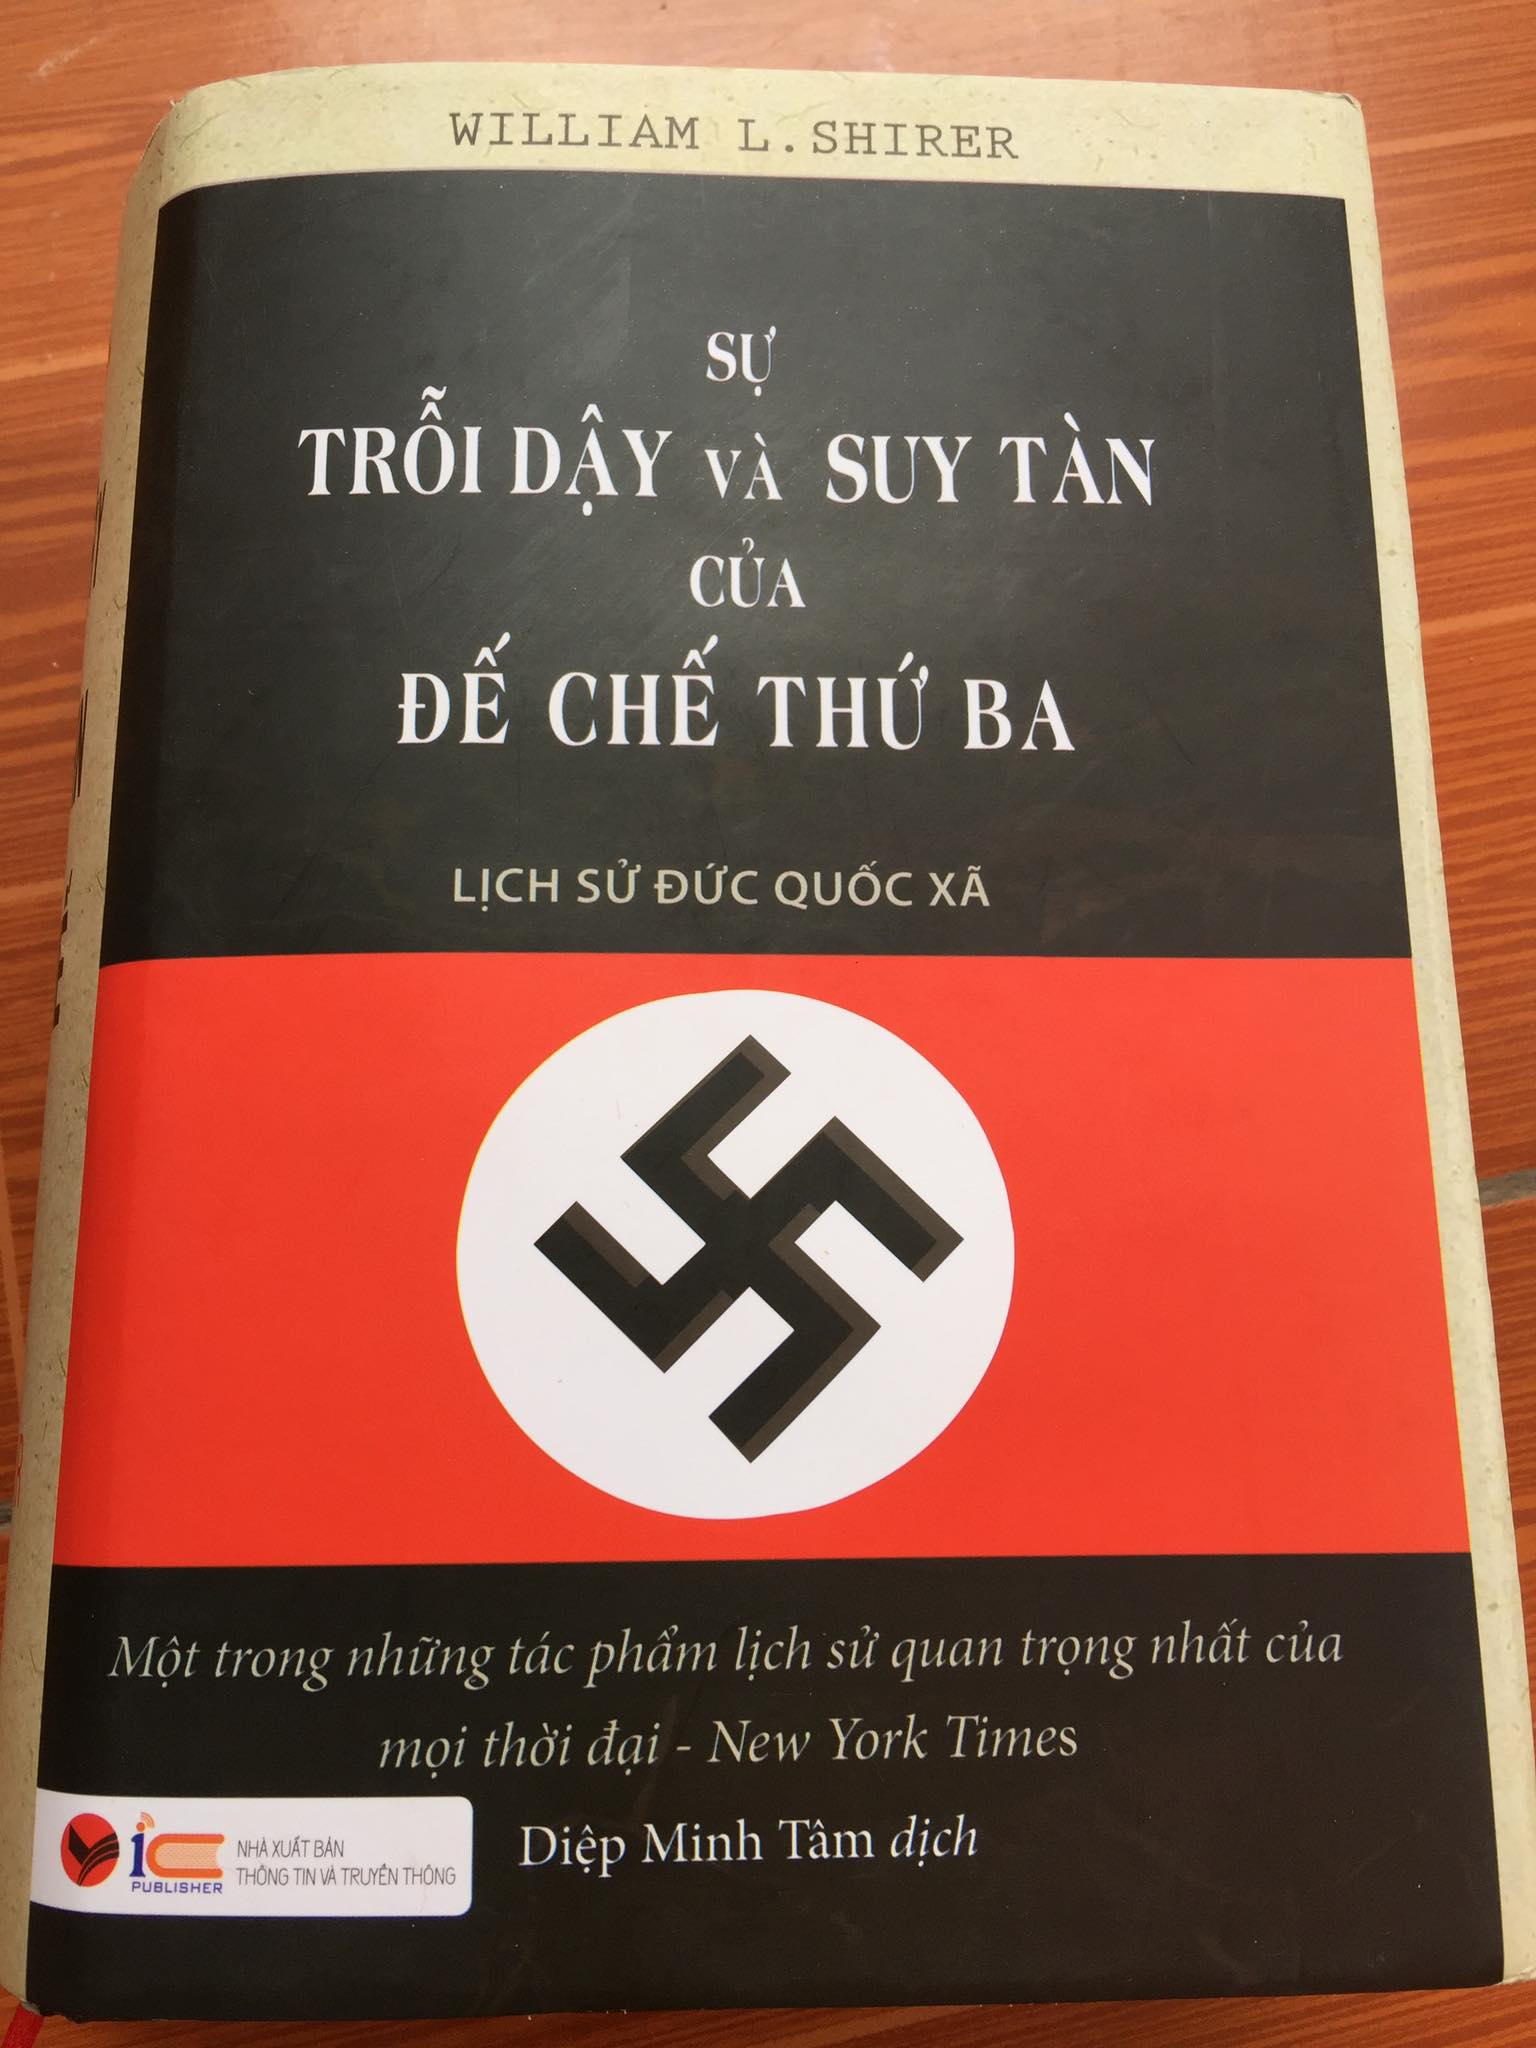 WILLIAM L. SHIRER
SỰ
TRỖI DẬY VÀ SUY TÀN
CỦA
ĐẾ CHẾ THỨ BA
LỊCH SỬ ĐỨC QUỐC XÃ
Một trong những tác phẩm lịch sử quan trọng nhất của
mọi thời đại - New York Times
Diệp Minh Tâm dịch
ic
PUBLISHER
NHÀ XUẤT BẢN
THÔNG TIN VÀ TRUYỀN THÔNG